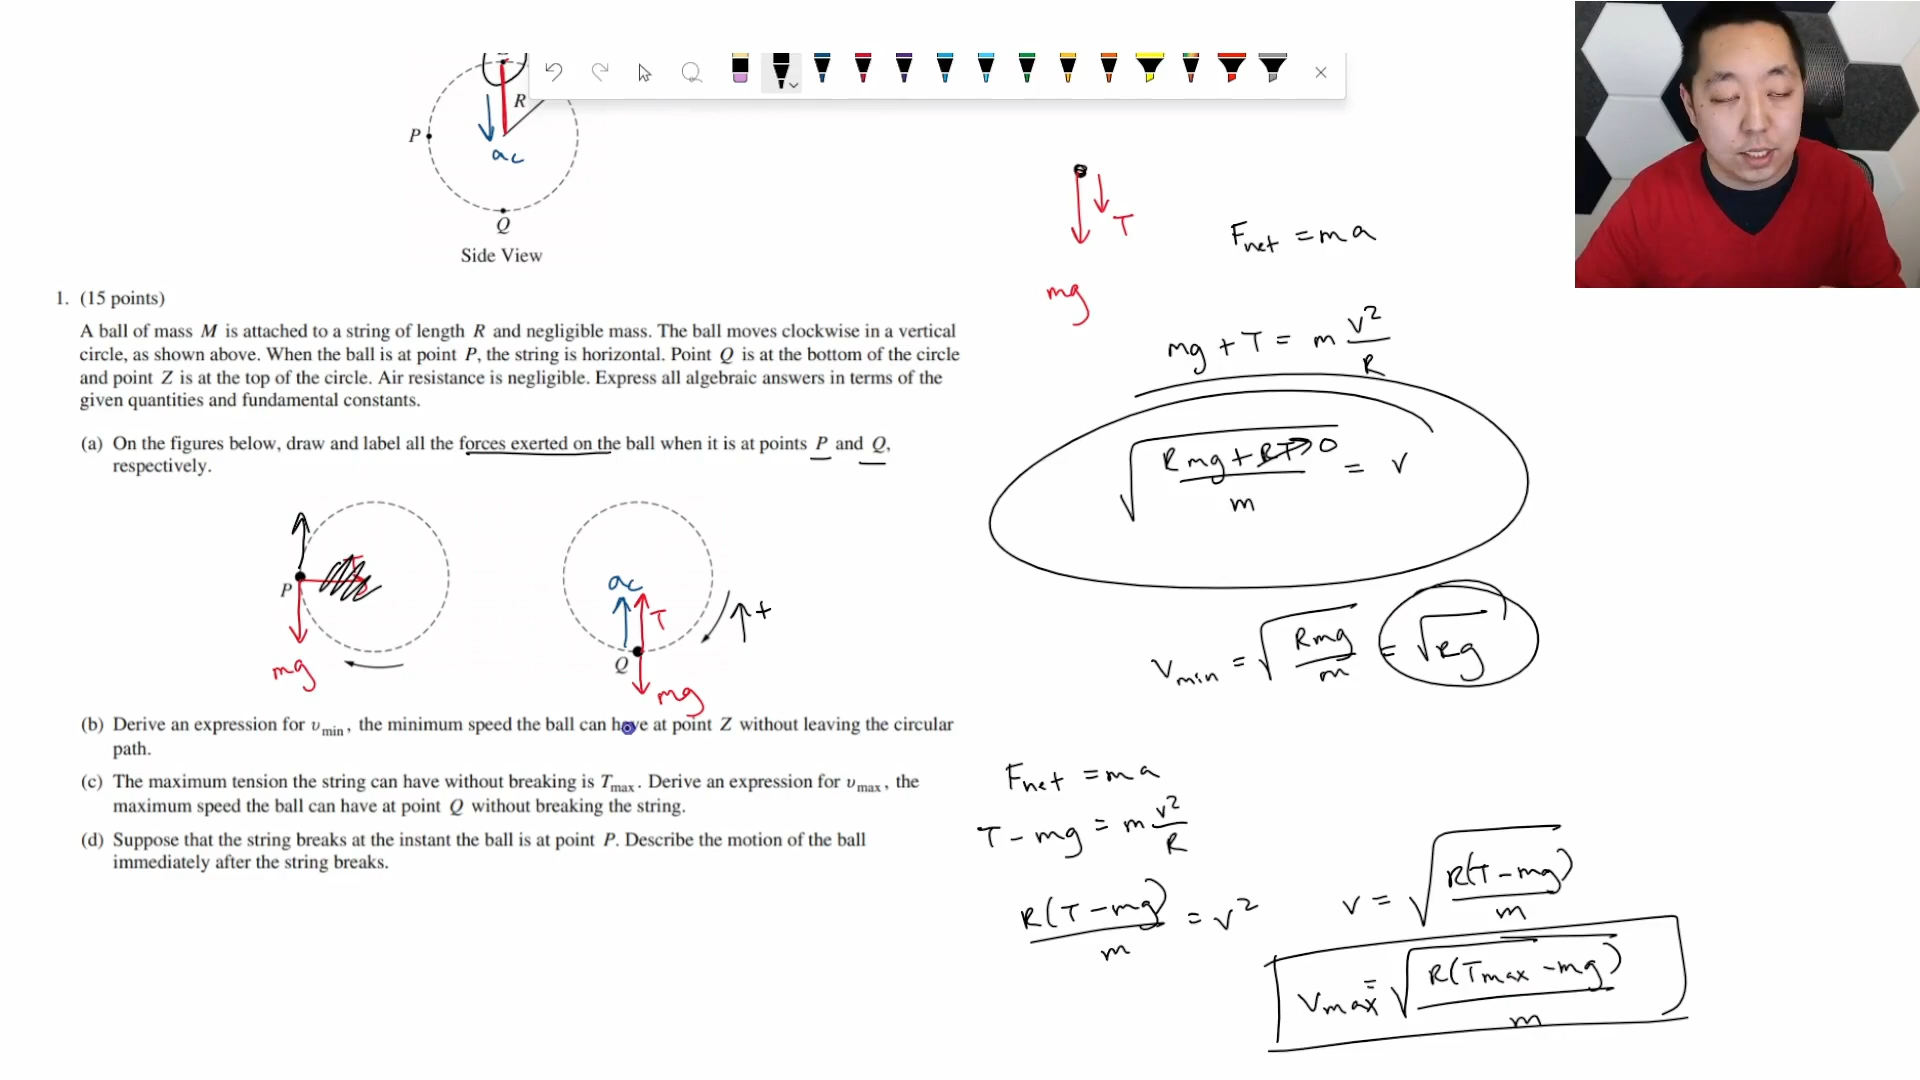 R
P
ac
Q
Side View
T
mg
Fnet = ma
mg + T = m v²/R
√((Rmg + RT → 0)/m) = v
1. (15 points)
A ball of mass M is attached to a string of length R and negligible mass. The ball moves clockwise in a vertical
circle, as shown above. When the ball is at point P, the string is horizontal. Point Q is at the bottom of the circle
and point Z is at the top of the circle. Air resistance is negligible. Express all algebraic answers in terms of the
given quantities and fundamental constants.
(a) On the figures below, draw and label all the forces exerted on the ball when it is at points P and Q,
respectively.
P
mg
ac
T
+
Q
mg
Vmin = √(Rmg/m) = √Rg
(b) Derive an expression for υmin, the minimum speed the ball can have at point Z without leaving the circular
path.
(c) The maximum tension the string can have without breaking is Tmax. Derive an expression for υmax, the
maximum speed the ball can have at point Q without breaking the string.
(d) Suppose that the string breaks at the instant the ball is at point P. Describe the motion of the ball
immediately after the string breaks.
Fnet = ma
T - mg = m v²/R
R(T - mg)/m = v²
v = √(R(T - mg)/m)
Vmax = √(R(Tmax - mg)/m)